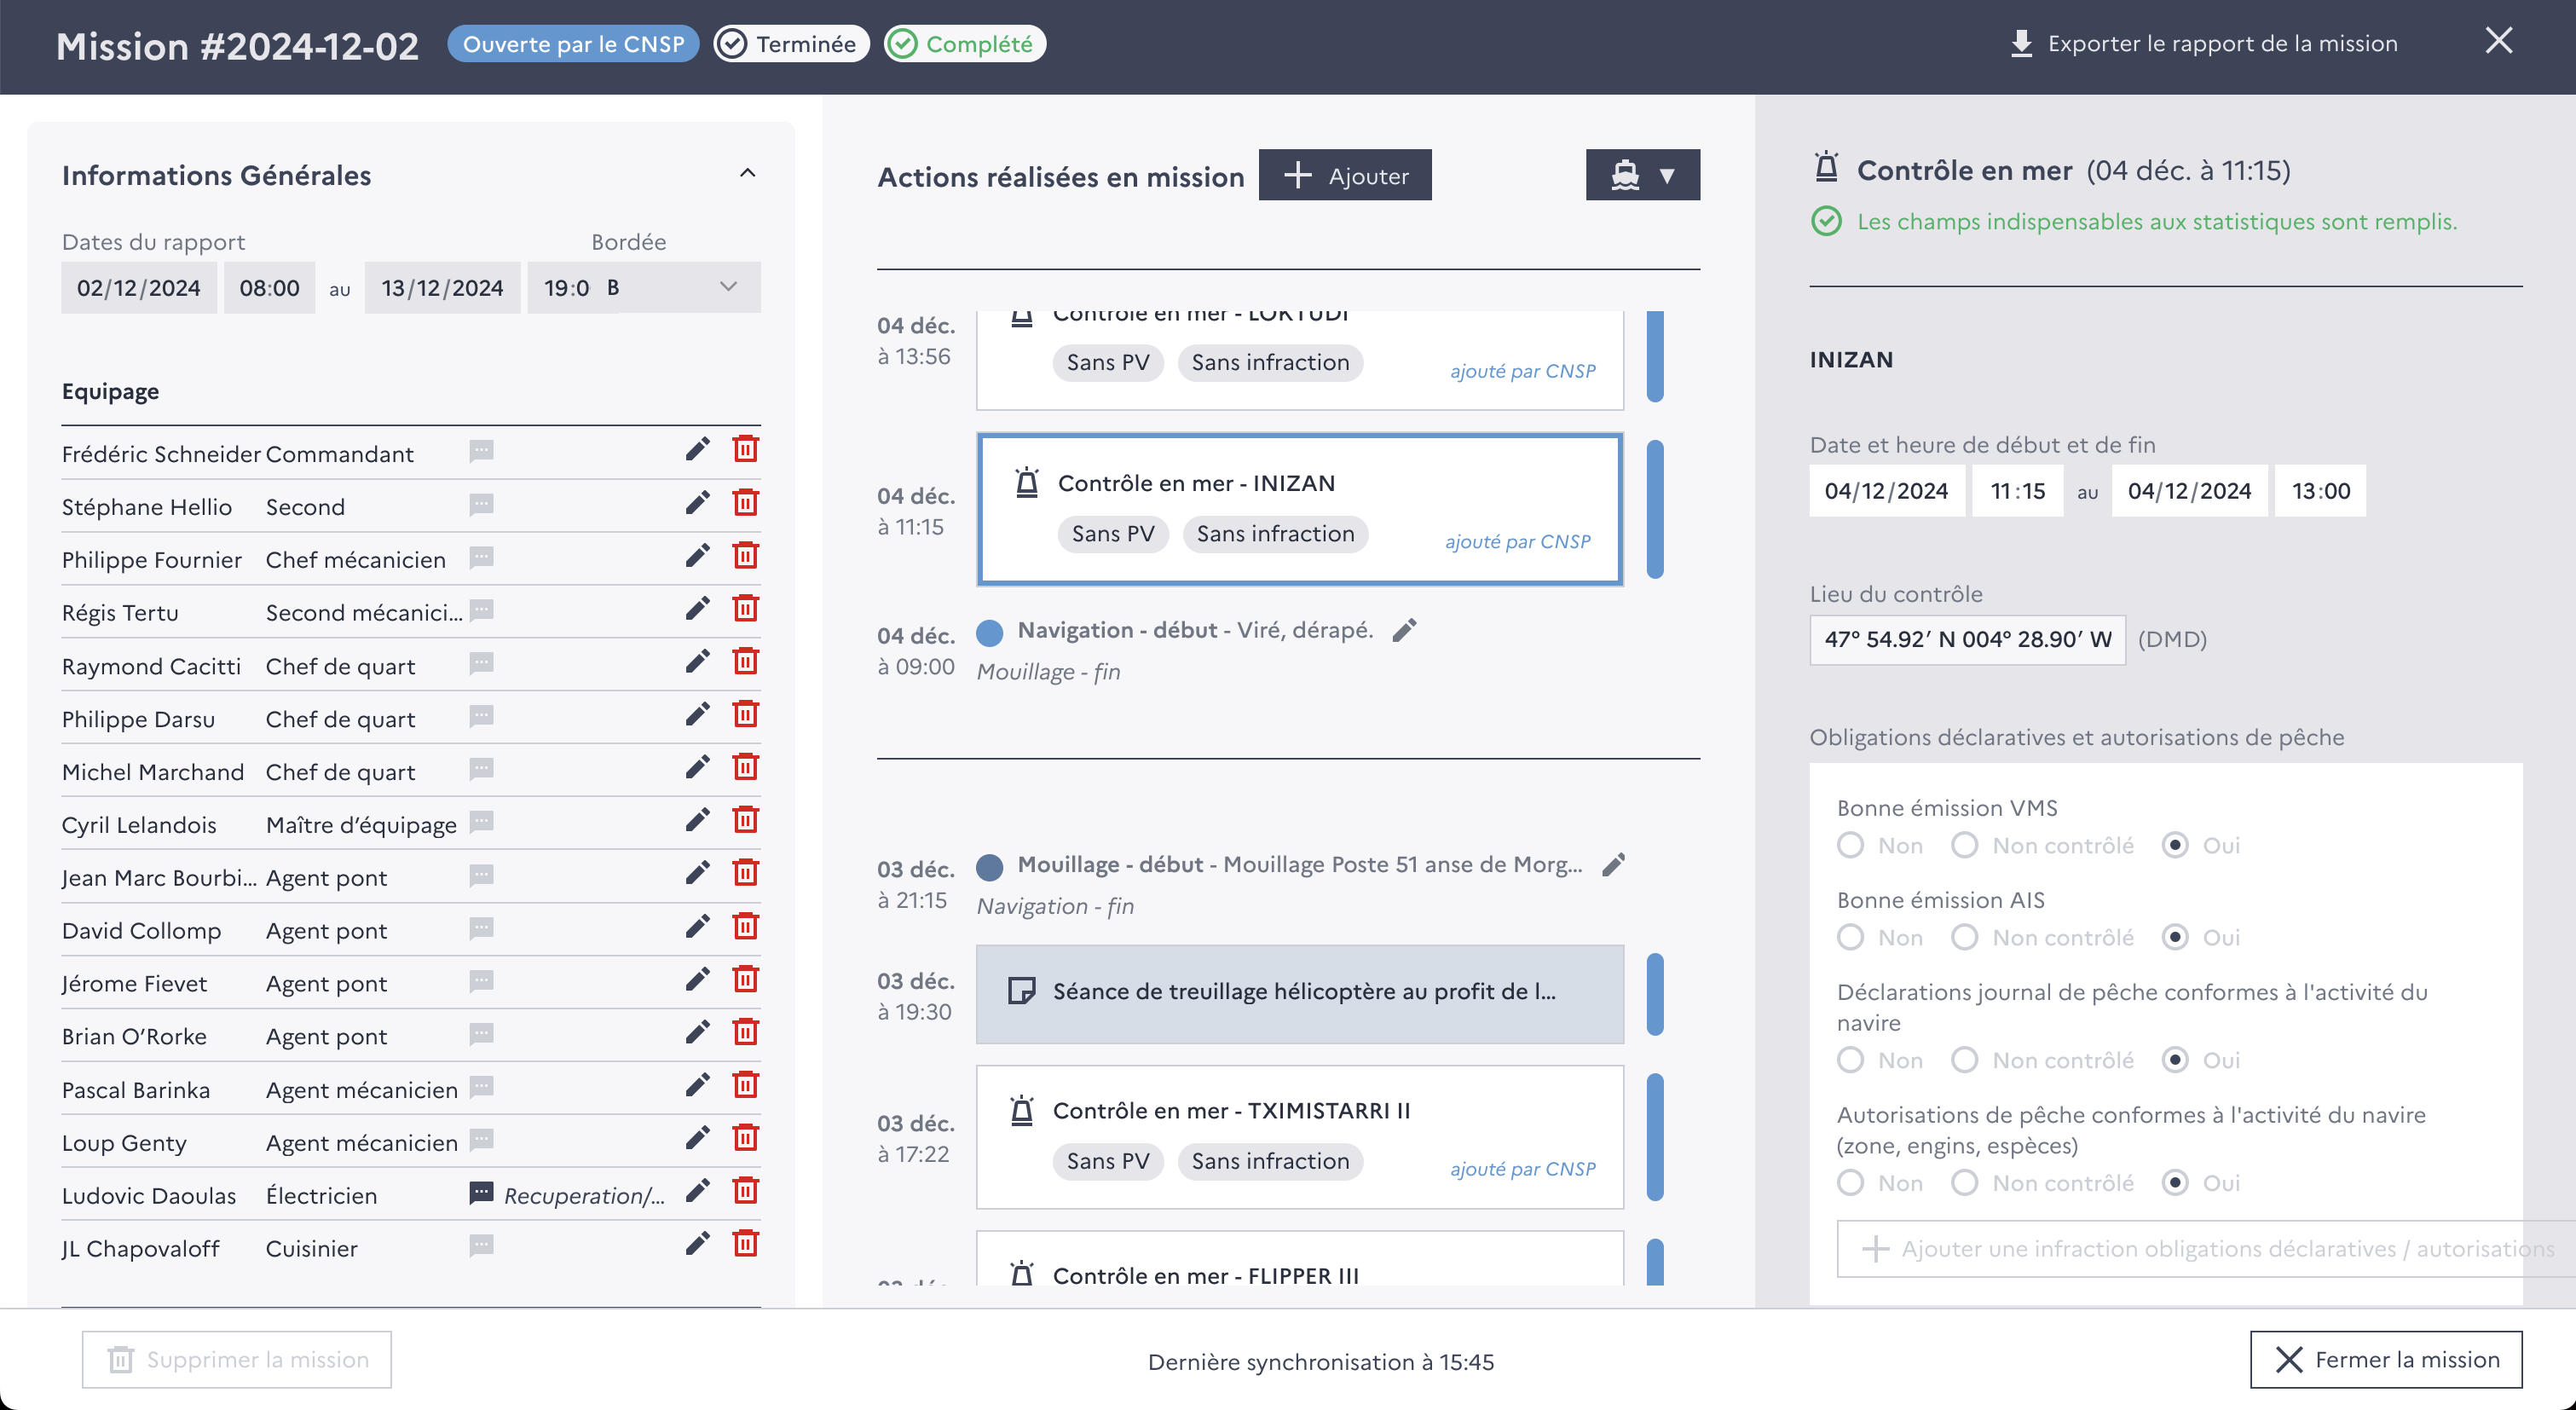 Mission #2024-12-02
Ouverte par le CNSP
Terminée
Complété
Exporter le rapport de la mission
Informations Générales
Dates du rapport
Bordée
02/12/2024 08:00 au 13/12/2024 19:0 B
Equipage
Frédéric Schneider Commandant
Stéphane Hellio Second
Philippe Fournier Chef mécanicien
Régis Tertu Second mécanici...
Raymond Cacitti Chef de quart
Philippe Darsu Chef de quart
Michel Marchand Chef de quart
Cyril Lelandois Maître d’équipage
Jean Marc Bourbi... Agent pont
David Collomp Agent pont
Jérome Fievet Agent pont
Brian O’Rorke Agent pont
Pascal Barinka Agent mécanicien
Loup Genty Agent mécanicien
Ludovic Daoulas Électricien Recuperation/...
JL Chapovaloff Cuisinier
Actions réalisées en mission
Ajouter
04 déc.
à 13:56
Contrôle en mer - LOKTUDI
Sans PV Sans infraction
ajouté par CNSP
04 déc.
à 11:15
Contrôle en mer - INIZAN
Sans PV Sans infraction
ajouté par CNSP
04 déc.
à 09:00
Navigation - début - Viré, dérapé.
Mouillage - fin
03 déc.
à 21:15
Mouillage - début - Mouillage Poste 51 anse de Morg...
Navigation - fin
03 déc.
à 19:30
Séance de treuillage hélicoptère au profit de l...
03 déc.
à 17:22
Contrôle en mer - TXIMISTARRI II
Sans PV Sans infraction
ajouté par CNSP
03 déc.
Contrôle en mer - FLIPPER III
Contrôle en mer (04 déc. à 11:15)
Les champs indispensables aux statistiques sont remplis.
INIZAN
Date et heure de début et de fin
04/12/2024 11:15 au 04/12/2024 13:00
Lieu du contrôle
47° 54.92′ N 004° 28.90′ W (DMD)
Obligations déclaratives et autorisations de pêche
Bonne émission VMS
Non Non contrôlé Oui
Bonne émission AIS
Non Non contrôlé Oui
Déclarations journal de pêche conformes à l'activité du
navire
Non Non contrôlé Oui
Autorisations de pêche conformes à l'activité du navire
(zone, engins, espèces)
Non Non contrôlé Oui
Ajouter une infraction obligations déclaratives / autorisations
Supprimer la mission
Dernière synchronisation à 15:45
Fermer la mission